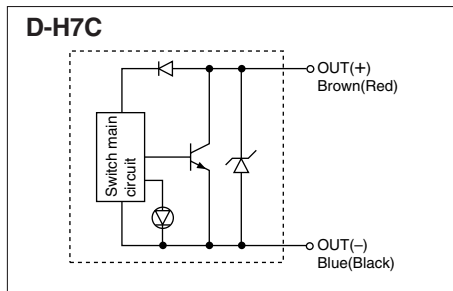 D-H7C
OUT(+)
Brown(Red)
Switch main
circuit
OUT(–)
Blue(Black)